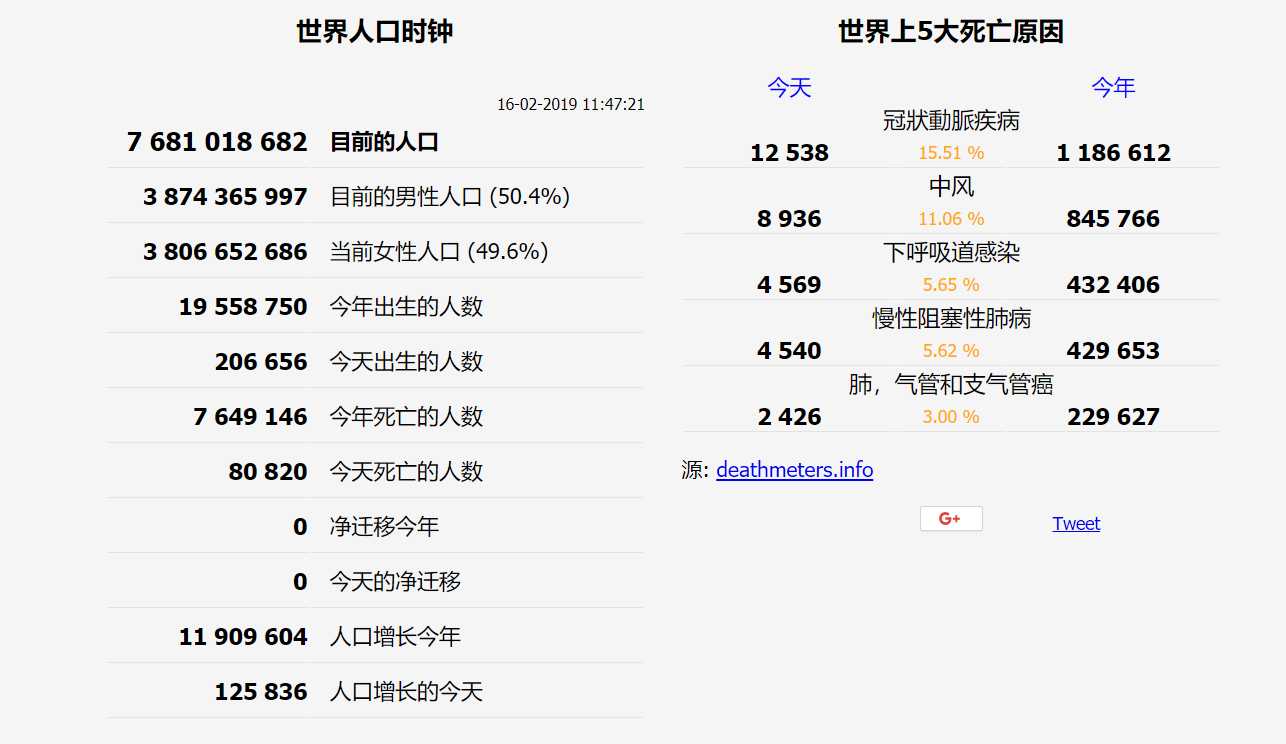 世界人口时钟
16-02-2019 11:47:21
7 681 018 682 目前的人口
3 874 365 997 目前的男性人口 (50.4%)
3 806 652 686 当前女性人口 (49.6%)
19 558 750 今年出生的人数
206 656 今天出生的人数
7 649 146 今年死亡的人数
80 820 今天死亡的人数
0 净迁移今年
0 今天的净迁移
11 909 604 人口增长今年
125 836 人口增长的今天
世界上5大死亡原因
今天 今年
冠狀動脈疾病
12 538 15.51 % 1 186 612
中风
8 936 11.06 % 845 766
下呼吸道感染
4 569 5.65 % 432 406
慢性阻塞性肺病
4 540 5.62 % 429 653
肺，气管和支气管癌
2 426 3.00 % 229 627
源: deathmeters.info
G+ Tweet